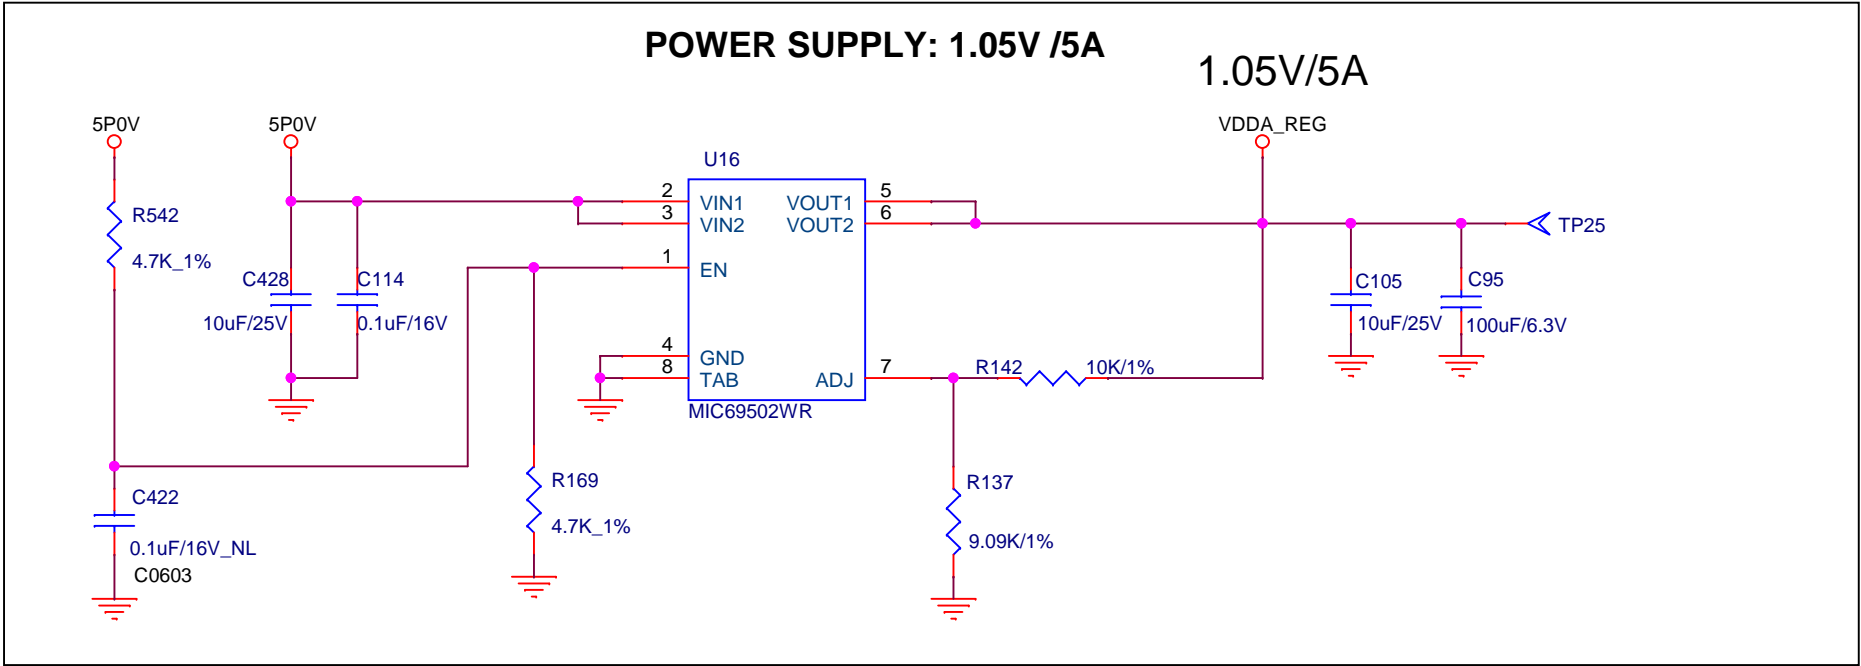 POWER SUPPLY: 1.05V /5A
1.05V/5A
5P0V
5P0V
VDDA_REG
U16
2
VIN1
3
VIN2
1
EN
4
GND
8
TAB
VOUT1
5
VOUT2
6
ADJ
7
MIC69502WR
R542
4.7K_1%
C428
10uF/25V
C114
0.1uF/16V
TP25
C105
10uF/25V
C95
100uF/6.3V
R142
10K/1%
C422
0.1uF/16V_NL
C0603
R169
4.7K_1%
R137
9.09K/1%